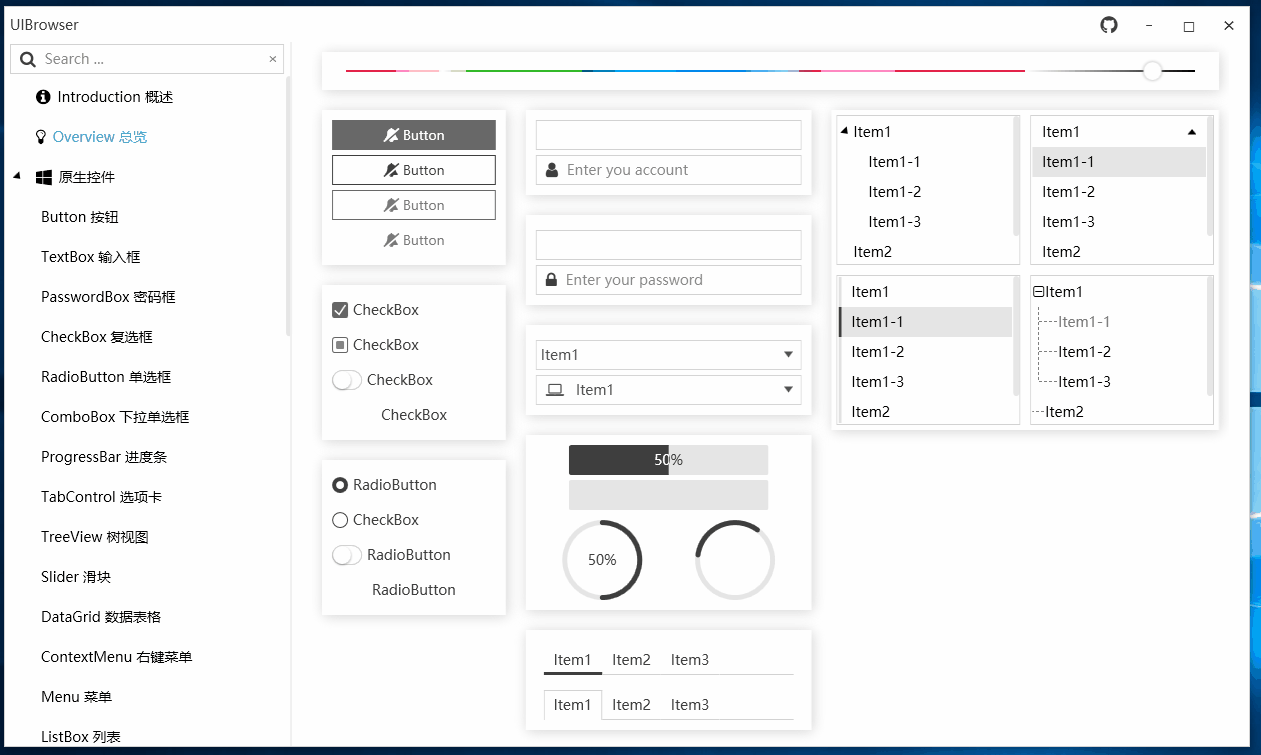 UIBrowser
Search ...
Introduction 概述
Overview 总览
原生控件
Button 按钮
TextBox 输入框
PasswordBox 密码框
CheckBox 复选框
RadioButton 单选框
ComboBox 下拉单选框
ProgressBar 进度条
TabControl 选项卡
TreeView 树视图
Slider 滑块
DataGrid 数据表格
ContextMenu 右键菜单
Menu 菜单
ListBox 列表
Button
Button
Button
Button
CheckBox
CheckBox
CheckBox
CheckBox
RadioButton
CheckBox
RadioButton
RadioButton
Enter you account
Enter your password
Item1
Item1
50%
50%
Item1 Item2 Item3
Item1 Item2 Item3
Item1
Item1-1
Item1-2
Item1-3
Item2
Item1
Item1-1
Item1-2
Item1-3
Item2
Item1
Item1-1
Item1-2
Item1-3
Item2
Item1
Item1-1
Item1-2
Item1-3
Item2